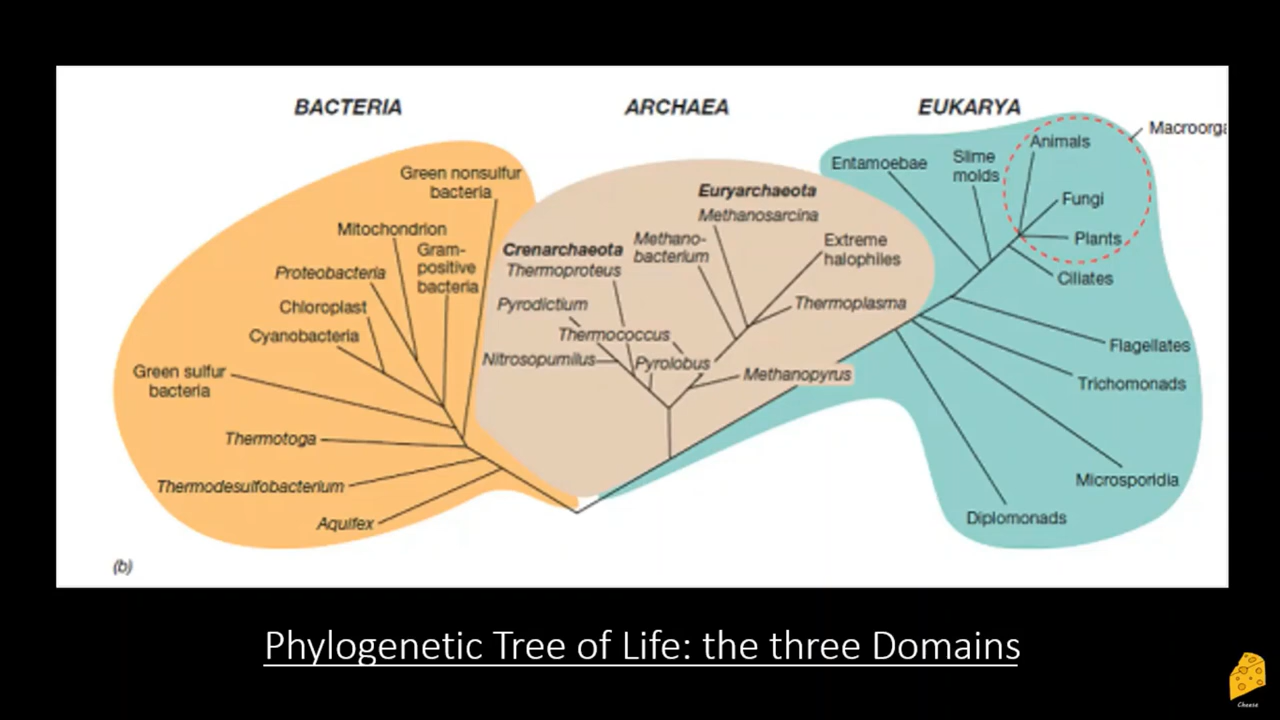 BACTERIA
ARCHAEA
EUKARYA
Macroorga
Green nonsulfur
bacteria
Mitochondrion
Gram-
positive
bacteria
Proteobacteria
Chloroplast
Cyanobacteria
Green sulfur
bacteria
Thermotoga
Thermodesulfobacterium
Aquifex
Euryarchaeota
Methanosarcina
Methano-
bacterium
Extreme
halophiles
Crenarchaeota
Thermoproteus
Pyrodictium
Thermococcus
Nitrosopumilus
Pyrolobus
Thermoplasma
Methanopyrus
Entamoebae
Slime
molds
Animals
Fungi
Plants
Ciliates
Flagellates
Trichomonads
Microsporidia
Diplomonads
(b)
Phylogenetic Tree of Life: the three Domains
Cheese